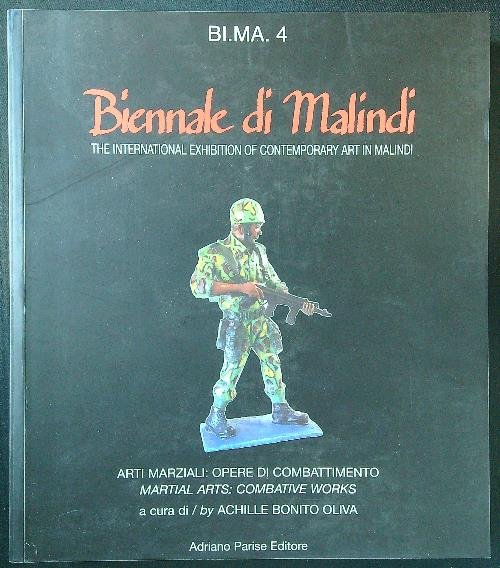 BI.MA. 4
Biennale di Malindi
THE INTERNATIONAL EXHIBITION OF CONTEMPORARY ART IN MALINDI
ARTI MARZIALI: OPERE DI COMBATTIMENTO
MARTIAL ARTS: COMBATIVE WORKS
a cura di / by ACHILLE BONITO OLIVA
Adriano Parise Editore